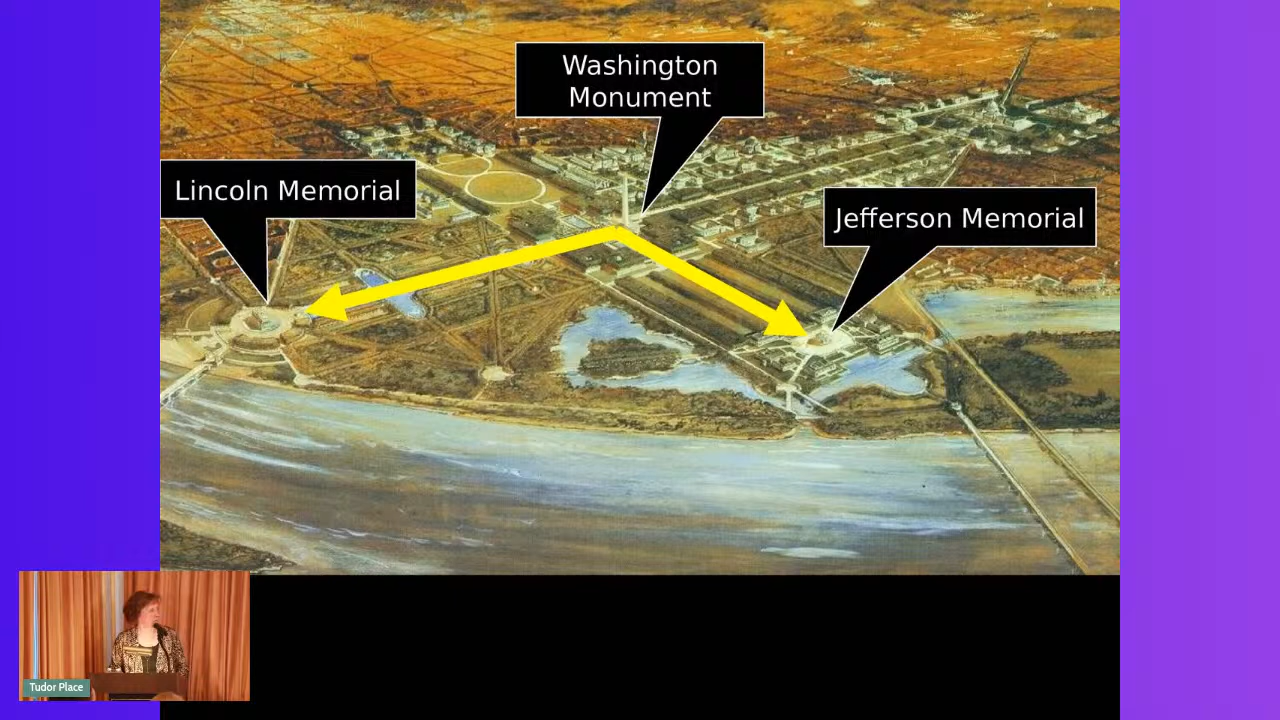 Washington
Monument
Lincoln Memorial
Jefferson Memorial
Tudor Place